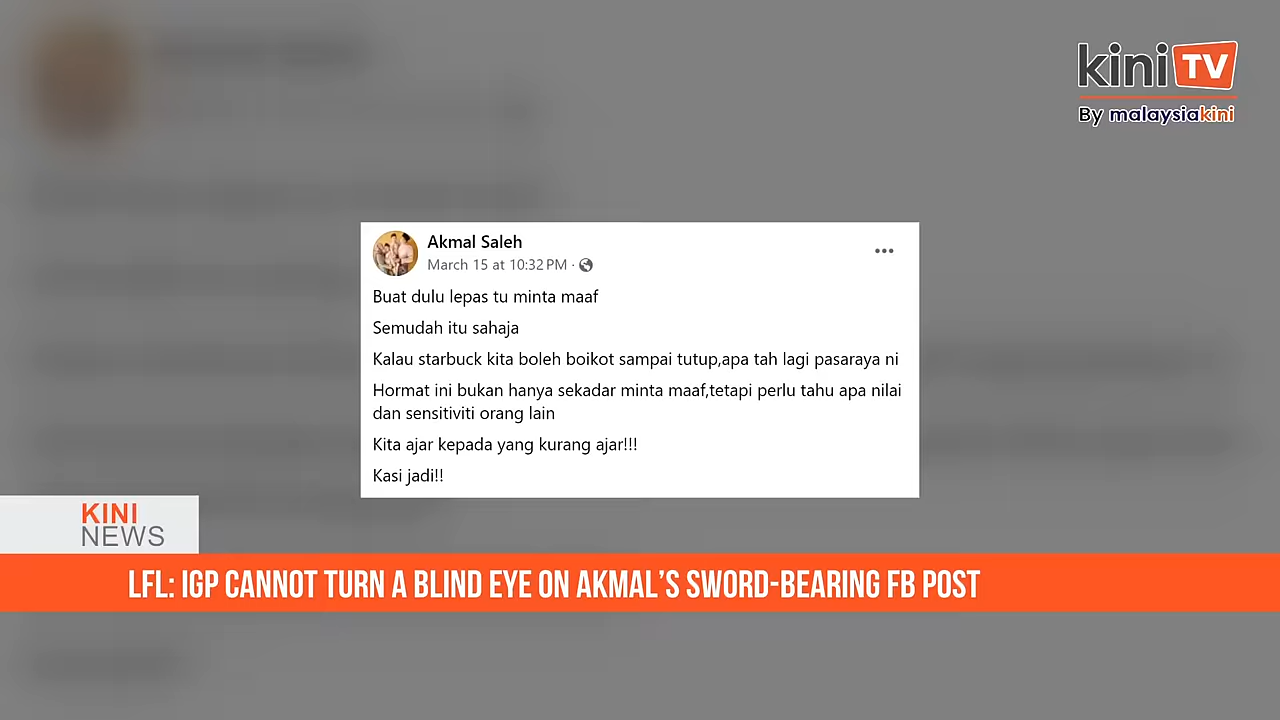 kini TV
By malaysiakini
Akmal Saleh
March 15 at 10:32 PM ·
Buat dulu lepas tu minta maaf
Semudah itu sahaja
Kalau starbuck kita boleh boikot sampai tutup,apa tah lagi pasaraya ni
Hormat ini bukan hanya sekadar minta maaf,tetapi perlu tahu apa nilai
dan sensitiviti orang lain
Kita ajar kepada yang kurang ajar!!!
Kasi jadi!!
KINI
NEWS
LFL: IGP CANNOT TURN A BLIND EYE ON AKMAL’S SWORD-BEARING FB POST